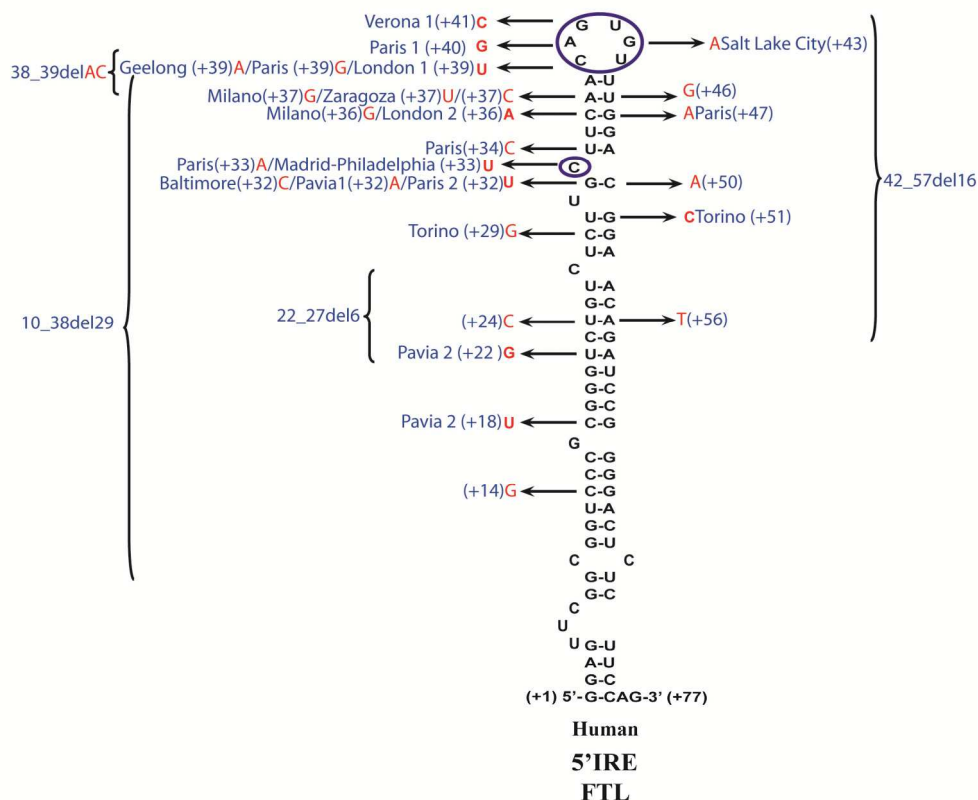 G U
Verona 1(+41)C
A G
Paris 1 (+40) G
ASalt Lake City(+43)
C U
38_39delAC
Geelong (+39)A/Paris (+39)G/London 1 (+39)U
A-U
Milano(+37)G/Zaragoza (+37)U/(+37)C
A-U
G(+46)
Milano(+36)G/London 2 (+36)A
C-G
APapris(+47)
U-G
Paris(+34)C
U-A
Paris(+33)A/Madrid-Philadelphia (+33)U
C
Baltimore(+32)C/Pavia1(+32)A/Paris 2 (+32)U
G-C
A(+50)
42_57del16
U
U-G
CTorino (+51)
Torino (+29)G
C-G
U-A
C
U-A
G-C
10_38del29
22_27del6
(+24)C
U-A
T(+56)
C-G
Pavia 2 (+22) G
U-A
G-U
G-C
C-C
Pavia 2 (+18)U
C-G
G
C-G
C-G
(+14)G
C-G
U-A
G-C
G-U
C
C
G-U
G-C
C
U
U
G-U
A-U
G-C
(+1) 5'-G-CAG-3' (+77)
Human
5'IRE
FTL